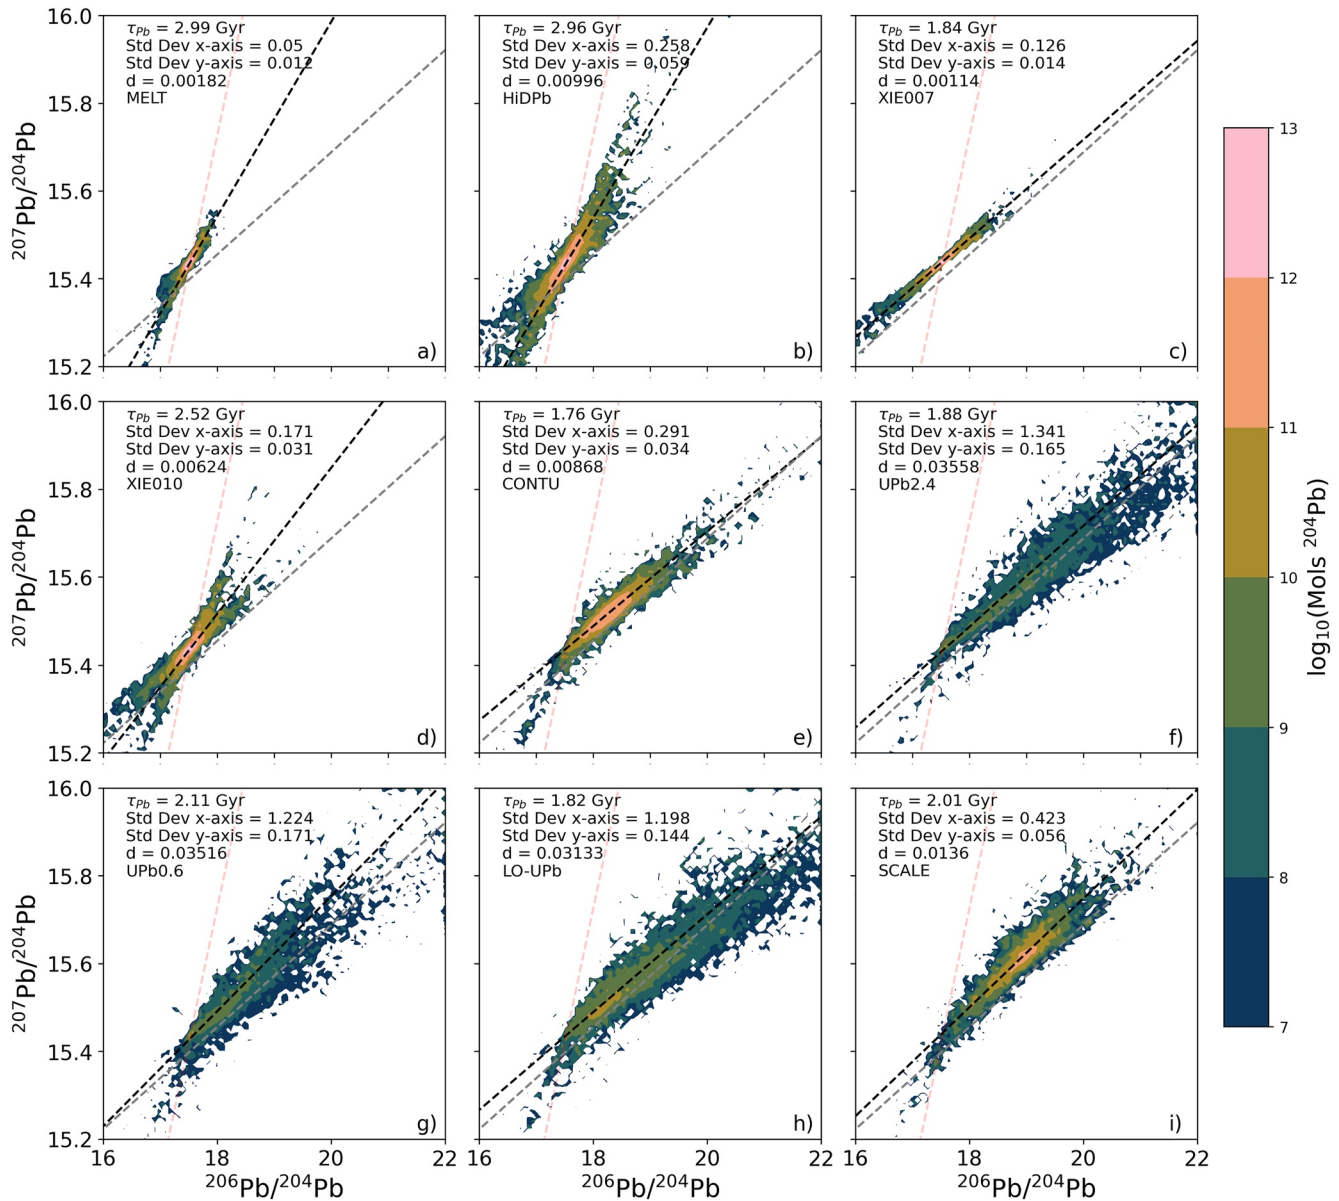 16.0
15.8
15.6
15.4
15.2
²⁰⁷Pb/²⁰⁴Pb
τPb = 2.99 Gyr
Std Dev x-axis = 0.05
Std Dev y-axis = 0.012
d = 0.00182
MELT
a)
τPb = 2.96 Gyr
Std Dev x-axis = 0.258
Std Dev y-axis = 0.059
d = 0.00996
HiDPb
b)
τPb = 1.84 Gyr
Std Dev x-axis = 0.126
Std Dev y-axis = 0.014
d = 0.00114
XIE007
c)
16.0
15.8
15.6
15.4
15.2
²⁰⁷Pb/²⁰⁴Pb
τPb = 2.52 Gyr
Std Dev x-axis = 0.171
Std Dev y-axis = 0.031
d = 0.00624
XIE010
d)
τPb = 1.76 Gyr
Std Dev x-axis = 0.291
Std Dev y-axis = 0.034
d = 0.00868
CONTU
e)
τPb = 1.88 Gyr
Std Dev x-axis = 1.341
Std Dev y-axis = 0.165
d = 0.03558
UPb2.4
f)
16.0
15.8
15.6
15.4
15.2
²⁰⁷Pb/²⁰⁴Pb
τPb = 2.11 Gyr
Std Dev x-axis = 1.224
Std Dev y-axis = 0.171
d = 0.03516
UPb0.6
g)
16 18 20 22
²⁰⁶Pb/²⁰⁴Pb
τPb = 1.82 Gyr
Std Dev x-axis = 1.198
Std Dev y-axis = 0.144
d = 0.03133
LO-UPb
h)
16 18 20 22
²⁰⁶Pb/²⁰⁴Pb
τPb = 2.01 Gyr
Std Dev x-axis = 0.423
Std Dev y-axis = 0.056
d = 0.0136
SCALE
i)
16 18 20 22
²⁰⁶Pb/²⁰⁴Pb
13
12
11
10
9
8
7
log₁₀(Mols ²⁰⁴Pb)